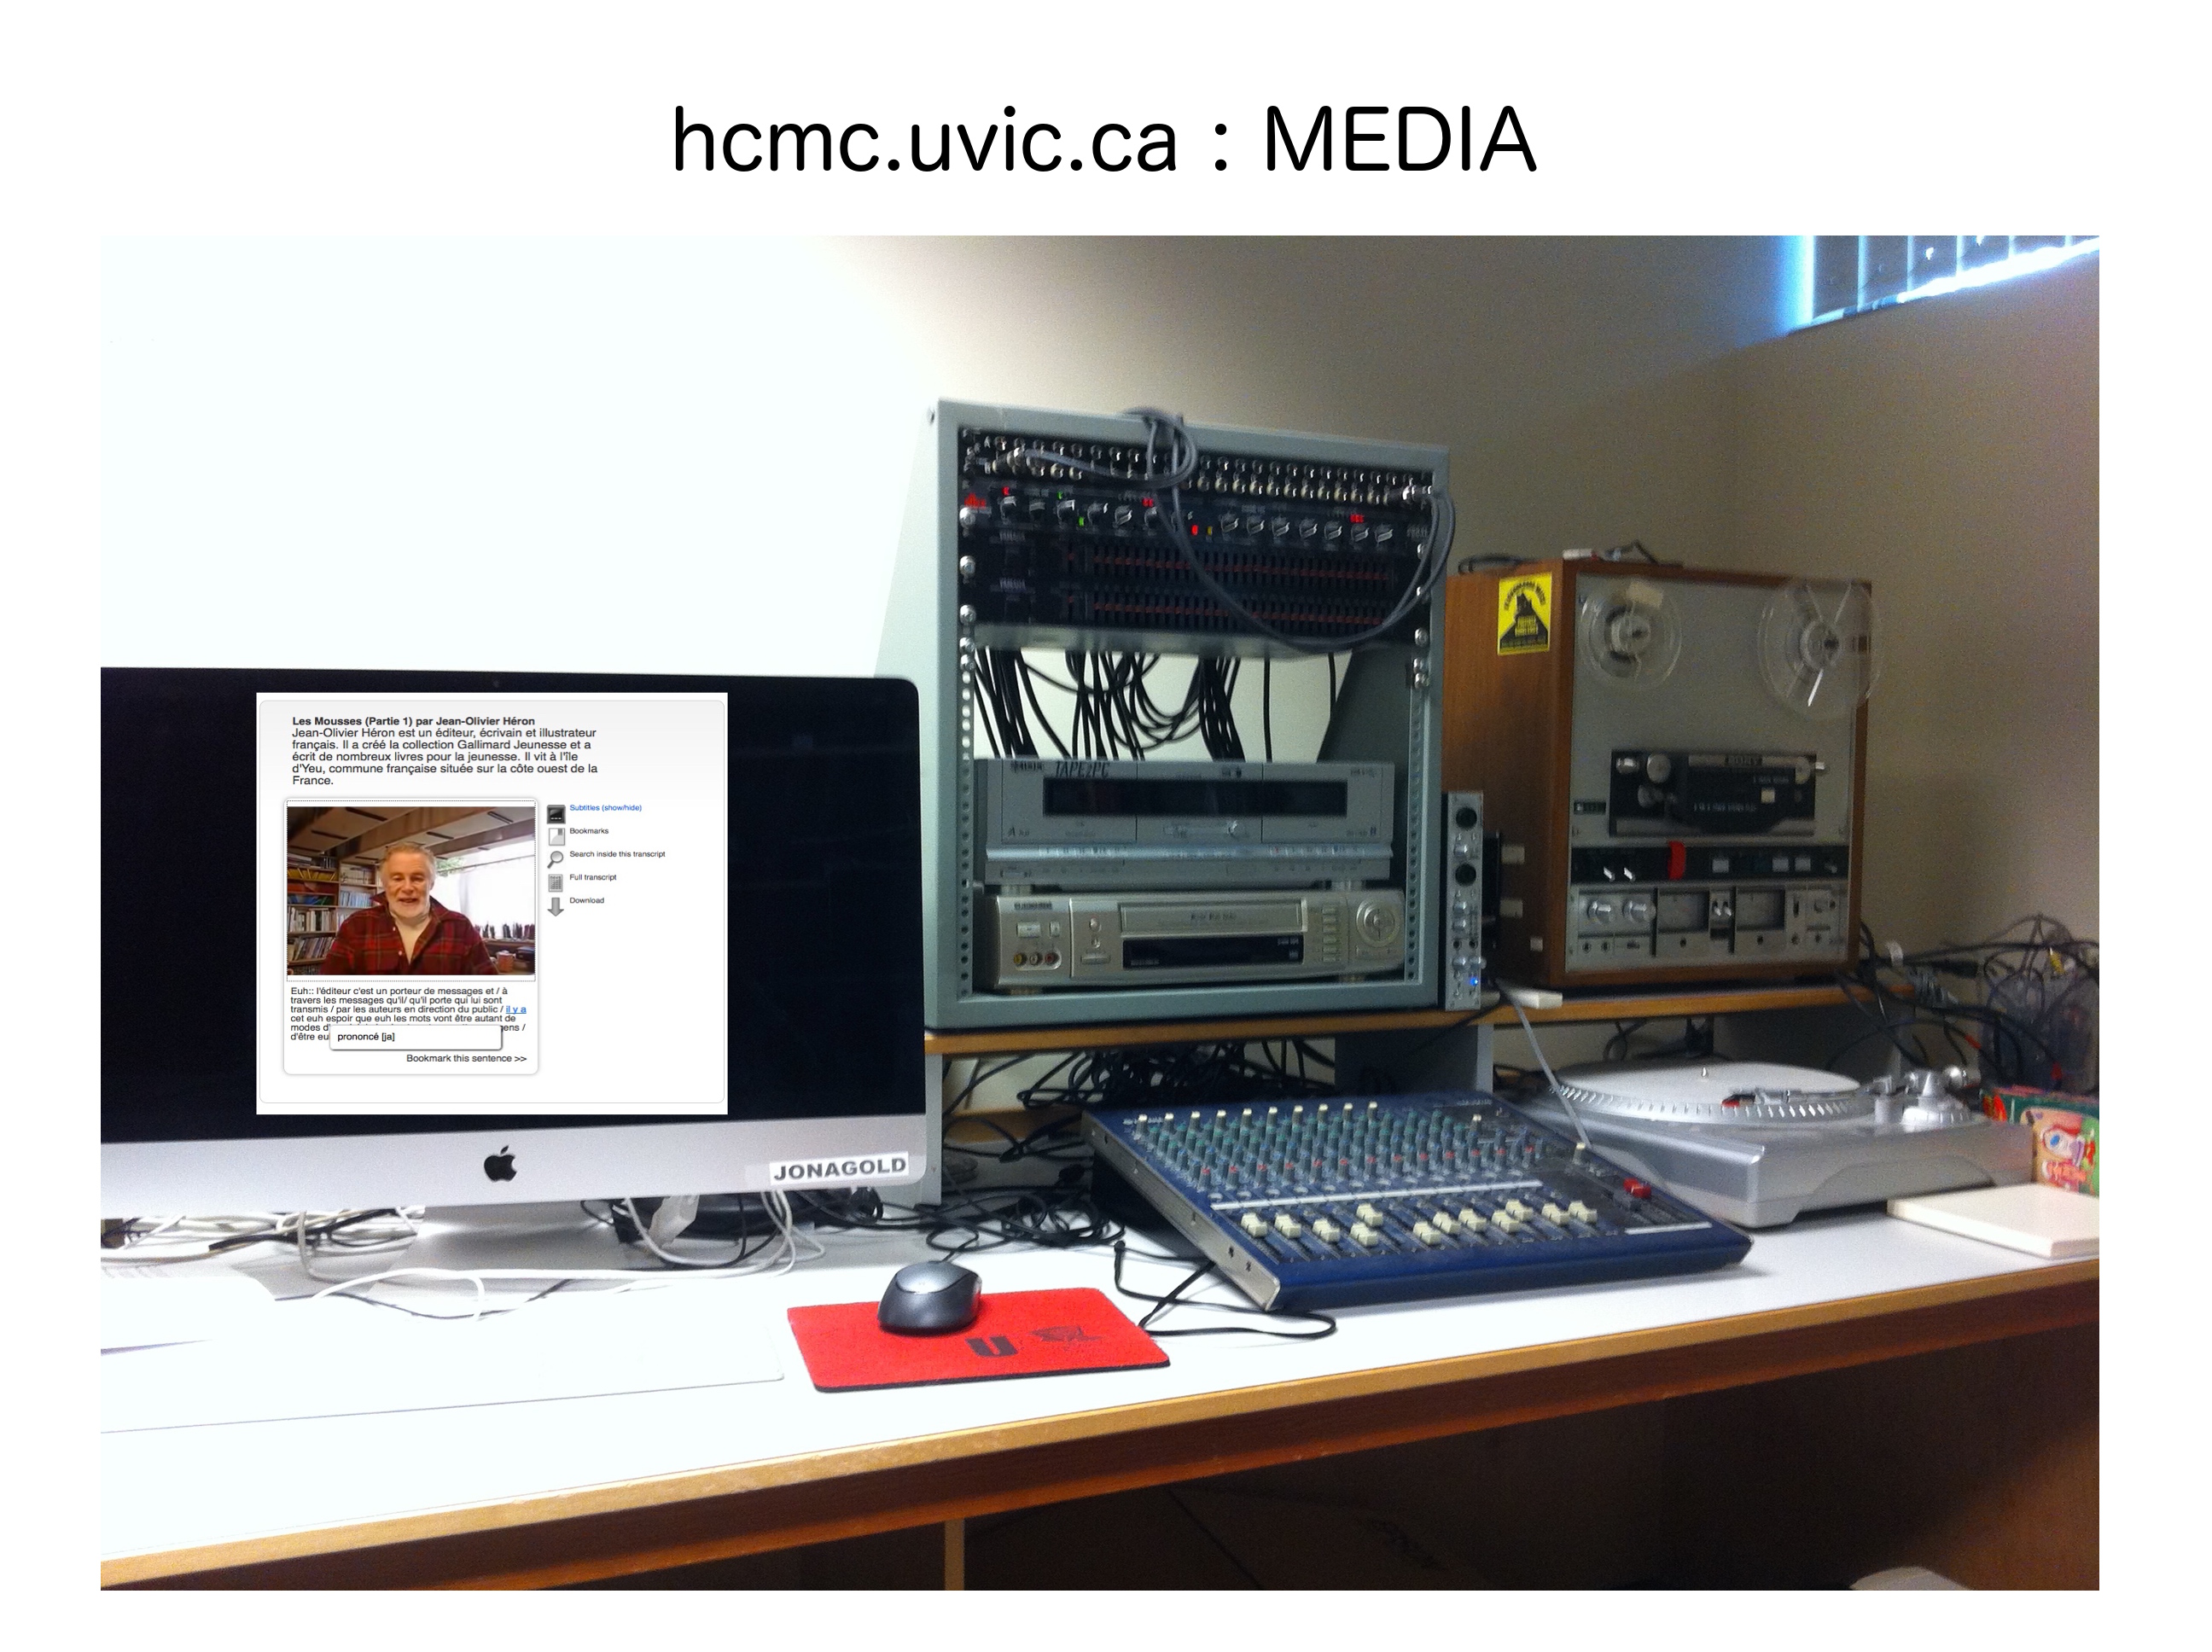 hcmc.uvic.ca : MEDIA
Les Mousses (Partie 1) par Jean-Olivier Héron
Jean-Olivier Héron est un éditeur, écrivain et illustrateur
français. Il a créé la collection Gallimard Jeunesse et a
écrit de nombreux livres pour la jeunesse. Il vit à l'île
d'Yeu, commune française située sur la côte ouest de la
France.
Subtitles (show/hide)
Bookmarks
Search inside this transcript
Full transcript
Download
Euh:: l'éditeur c'est un porteur de messages et / à
travers les messages qu'il/ qu'il porte qui lui sont
transmis / par les auteurs en direction du public / il y a
cet euh espoir que euh les mots vont être autant de
modes
d'être eu
prononcé [ja]
Bookmark this sentence >>
JONAGOLD
TAPE2PC
SONY
U